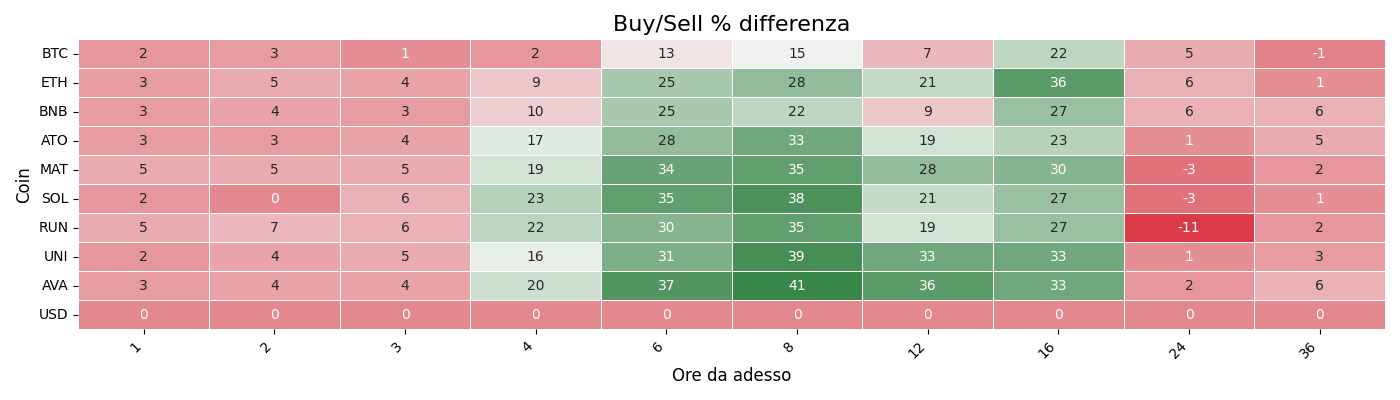 Buy/Sell % differenza
BTC 2 3 1 2 13 15 7 22 5 -1
ETH 3 5 4 9 25 28 21 36 6 1
BNB 3 4 3 10 25 22 9 27 6 6
ATO 3 3 4 17 28 33 19 23 1 5
MAT 5 5 5 19 34 35 28 30 -3 2
SOL 2 0 6 23 35 38 21 27 -3 1
RUN 5 7 6 22 30 35 19 27 -11 2
UNI 2 4 5 16 31 39 33 33 1 3
AVA 3 4 4 20 37 41 36 33 2 6
USD 0 0 0 0 0 0 0 0 0 0
1 2 3 4 6 8 12 16 24 36
Ore da adesso
Coin